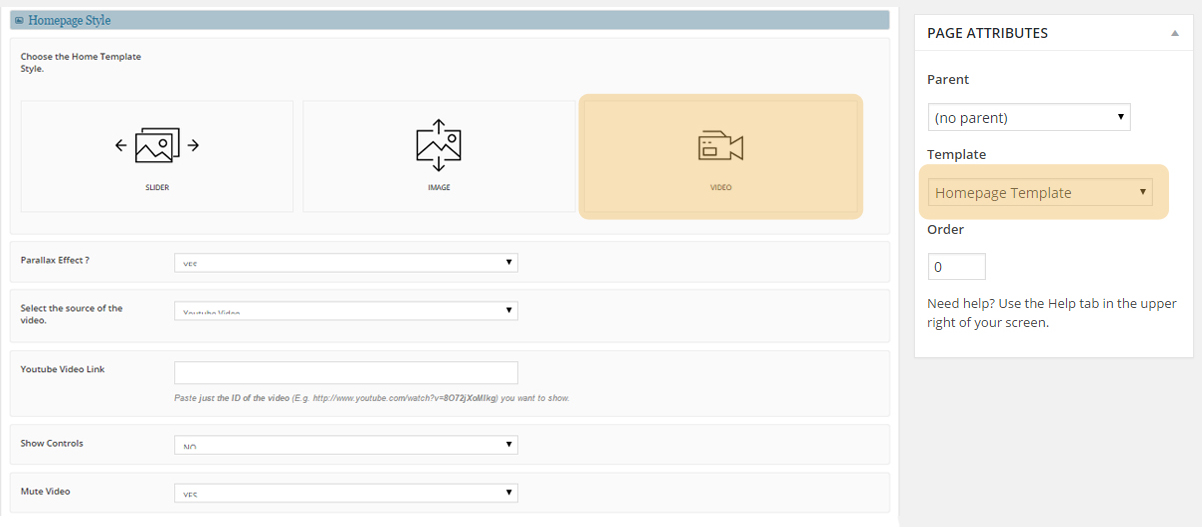 Homepage Style
Choose the Home Template
Style.
SLIDER
IMAGE
VIDEO
Parallax Effect ?
YES
Select the source of the
video.
Youtube Video
Youtube Video Link
Paste just the ID of the video (E.g. http://www.youtube.com/watch?v=8O72jXoMlkg) you want to show.
Show Controls
NO
Mute Video
YES
PAGE ATTRIBUTES
Parent
(no parent)
Template
Homepage Template
Order
0
Need help? Use the Help tab in the upper
right of your screen.